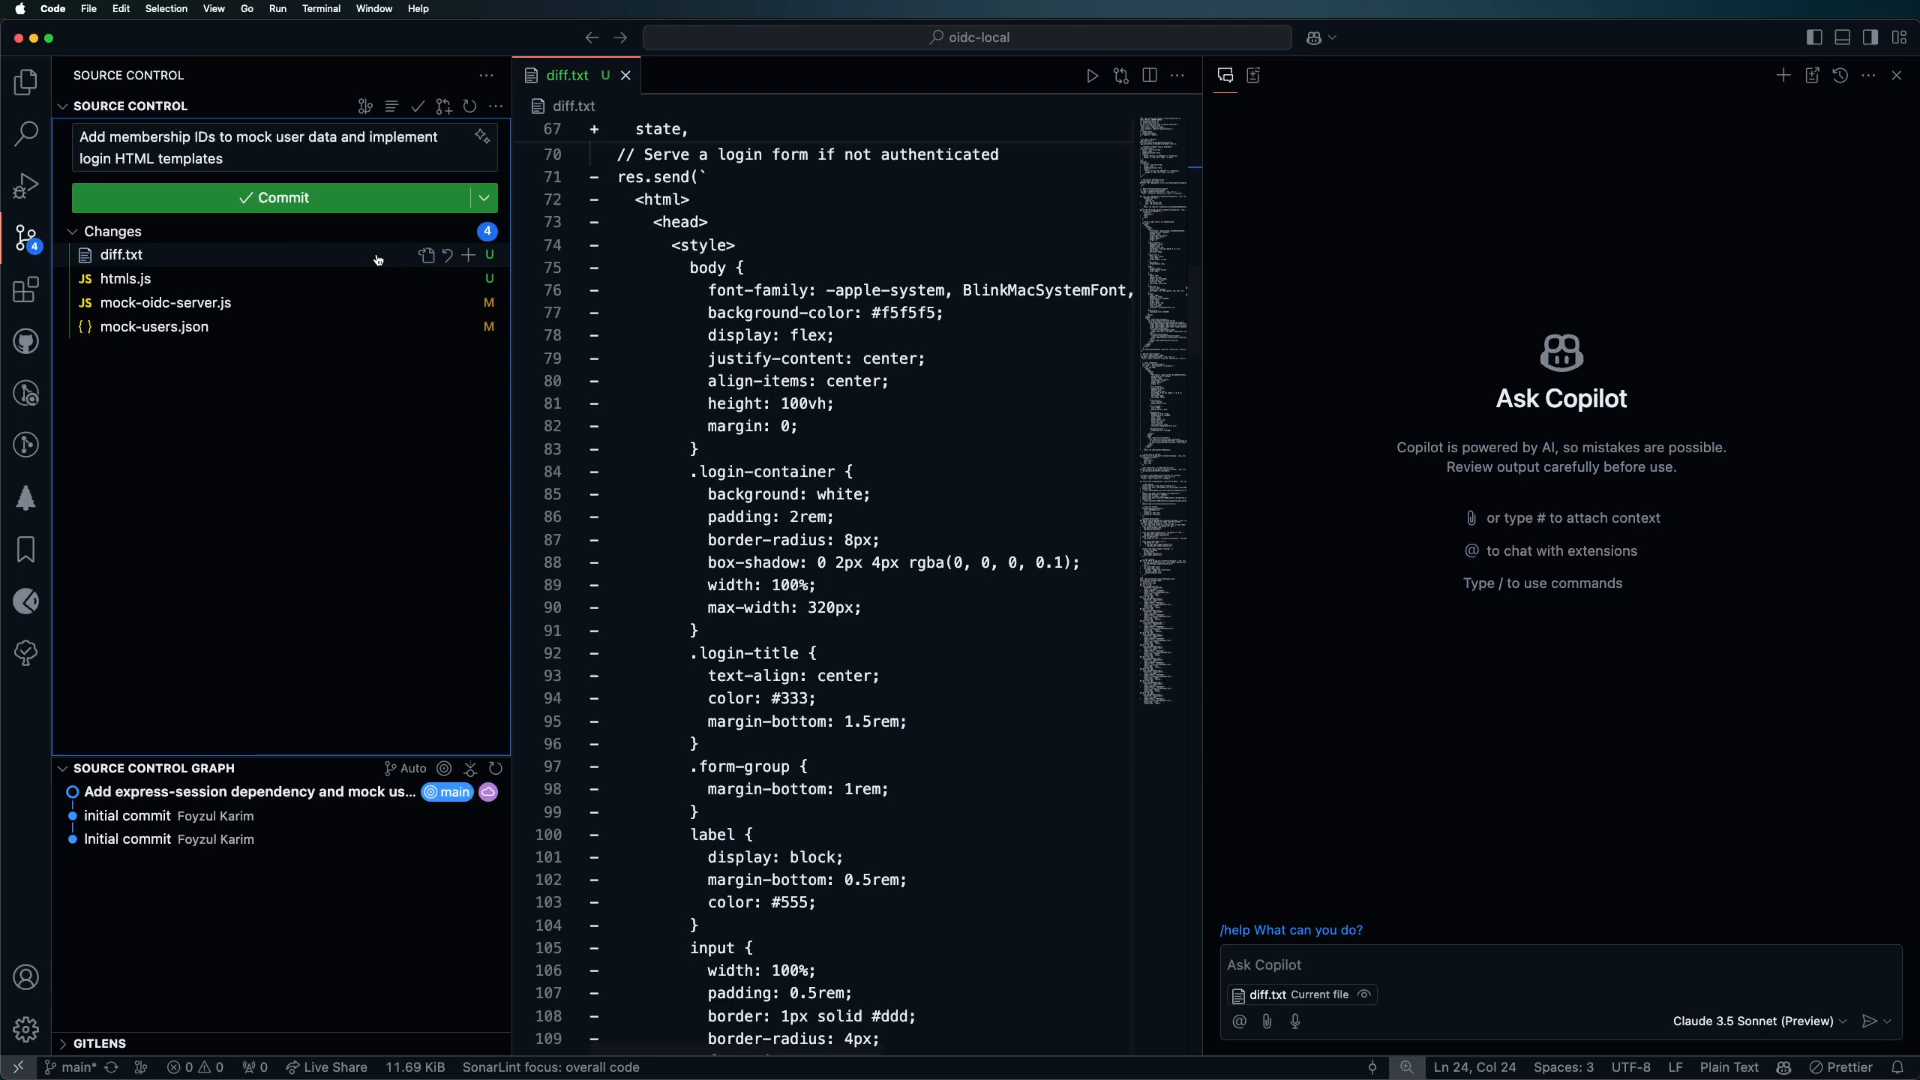 Code File Edit Selection View Go Run Terminal Window Help
oidc-local
SOURCE CONTROL
SOURCE CONTROL
Add membership IDs to mock user data and implement
login HTML templates
Commit
Changes 4
diff.txt U
JS htmls.js U
JS mock-oidc-server.js M
{} mock-users.json M
4
SOURCE CONTROL GRAPH Auto
Add express-session dependency and mock us... main
initial commit Foyzul Karim
Initial commit Foyzul Karim
GITLENS
diff.txt U
diff.txt
67 + state,
70 // Serve a login form if not authenticated
71 - res.send(`
72 - <html>
73 - <head>
74 - <style>
75 - body {
76 - font-family: -apple-system, BlinkMacSystemFont,
77 - background-color: #f5f5f5;
78 - display: flex;
79 - justify-content: center;
80 - align-items: center;
81 - height: 100vh;
82 - margin: 0;
83 - }
84 - .login-container {
85 - background: white;
86 - padding: 2rem;
87 - border-radius: 8px;
88 - box-shadow: 0 2px 4px rgba(0, 0, 0, 0.1);
89 - width: 100%;
90 - max-width: 320px;
91 - }
92 - .login-title {
93 - text-align: center;
94 - color: #333;
95 - margin-bottom: 1.5rem;
96 - }
97 - .form-group {
98 - margin-bottom: 1rem;
99 - }
100 - label {
101 - display: block;
102 - margin-bottom: 0.5rem;
103 - color: #555;
104 - }
105 - input {
106 - width: 100%;
107 - padding: 0.5rem;
108 - border: 1px solid #ddd;
109 - border-radius: 4px;
Ask Copilot
Copilot is powered by AI, so mistakes are possible.
Review output carefully before use.
or type # to attach context
@ to chat with extensions
Type / to use commands
/help What can you do?
Ask Copilot
diff.txt Current file
@
Claude 3.5 Sonnet (Preview)
main* 0 0 0 Live Share 11.69 KiB SonarLint focus: overall code Ln 24, Col 24 Spaces: 3 UTF-8 LF Plain Text Prettier